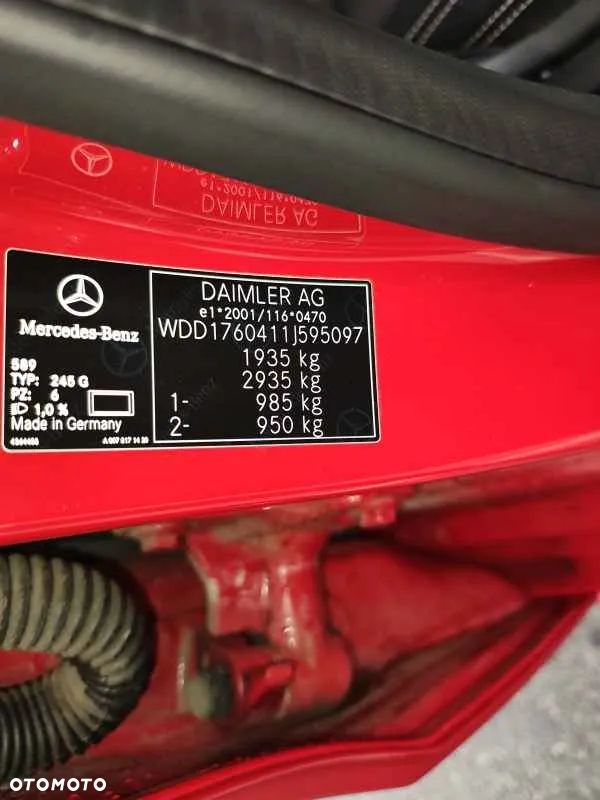 DAIMLER AG
e1*2001/116*0470
WDD1760411J595097
1935 kg
2935 kg
1- 985 kg
2- 950 kg
Mercedes-Benz
589
TYP: 245 G
PZ: 6
1,0 %
Made in Germany
OTOMOTO